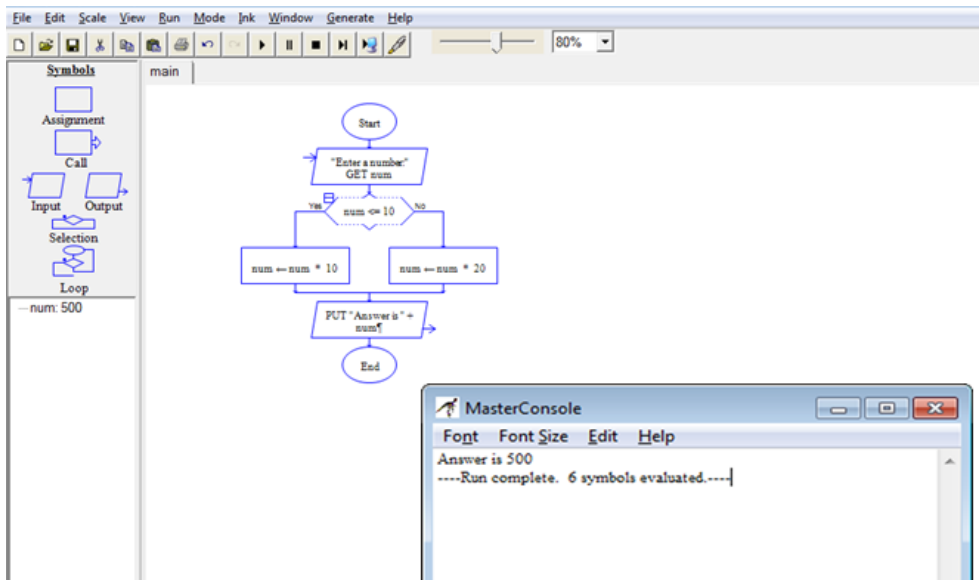 File Edit Scale View Run Mode Ink Window Generate Help
80%
Symbols
main
Assignment
Call
Input Output
Selection
Loop
num: 500
Start
"Enter a number:"
GET num
Yes
num <= 10
No
num ← num * 10
num ← num * 20
PUT "Answer is " +
num¶
End
MasterConsole
Font Font Size Edit Help
Answer is 500
----Run complete. 6 symbols evaluated.----